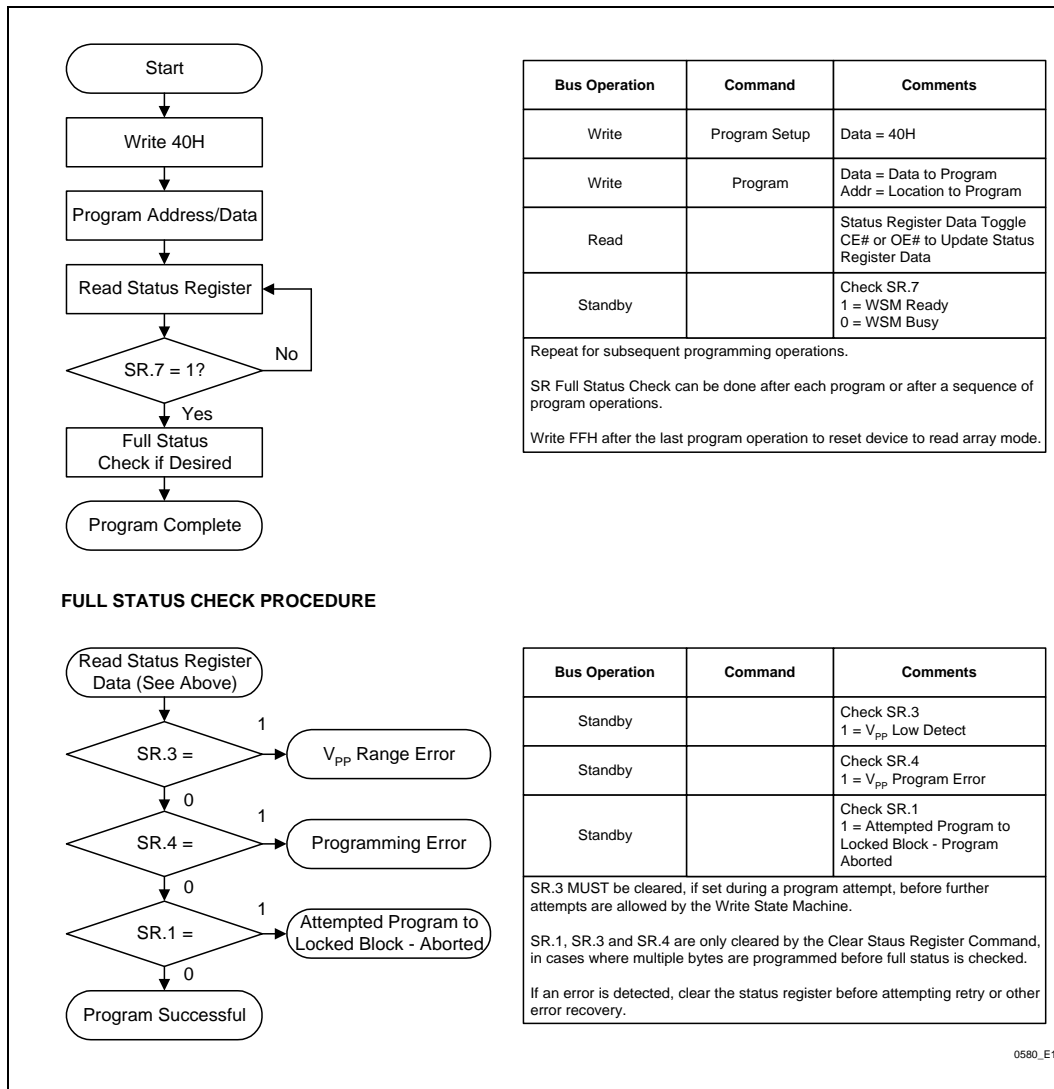 Start
Write 40H
Program Address/Data
Read Status Register
No
SR.7 = 1?
Yes
Full Status
Check if Desired
Program Complete
Bus Operation Command Comments
Write Program Setup Data = 40H
Write Program Data = Data to Program
Addr = Location to Program
Read Status Register Data Toggle
CE# or OE# to Update Status
Register Data
Standby Check SR.7
1 = WSM Ready
0 = WSM Busy
Repeat for subsequent programming operations.
SR Full Status Check can be done after each program or after a sequence of
program operations.
Write FFH after the last program operation to reset device to read array mode.
FULL STATUS CHECK PROCEDURE
Read Status Register
Data (See Above)
1
SR.3 =
VPP Range Error
0
1
SR.4 =
Programming Error
0
1
SR.1 =
Attempted Program to
Locked Block - Aborted
0
Program Successful
Bus Operation Command Comments
Standby Check SR.3
1 = VPP Low Detect
Standby Check SR.4
1 = VPP Program Error
Standby Check SR.1
1 = Attempted Program to
Locked Block - Program
Aborted
SR.3 MUST be cleared, if set during a program attempt, before further
attempts are allowed by the Write State Machine.
SR.1, SR.3 and SR.4 are only cleared by the Clear Staus Register Command,
in cases where multiple bytes are programmed before full status is checked.
If an error is detected, clear the status register before attempting retry or other
error recovery.
0580_E1